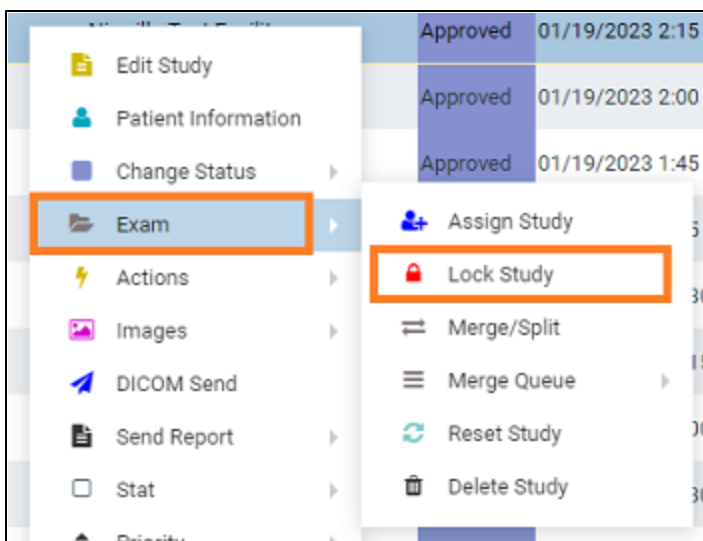 Approved 01/19/2023 2:15
Edit Study
Approved 01/19/2023 2:00
Patient Information
Change Status
Approved 01/19/2023 1:45
Exam
Assign Study
Actions
Lock Study
Images
Merge/Split
DICOM Send
Merge Queue
Send Report
Reset Study
Stat
Delete Study
Priority